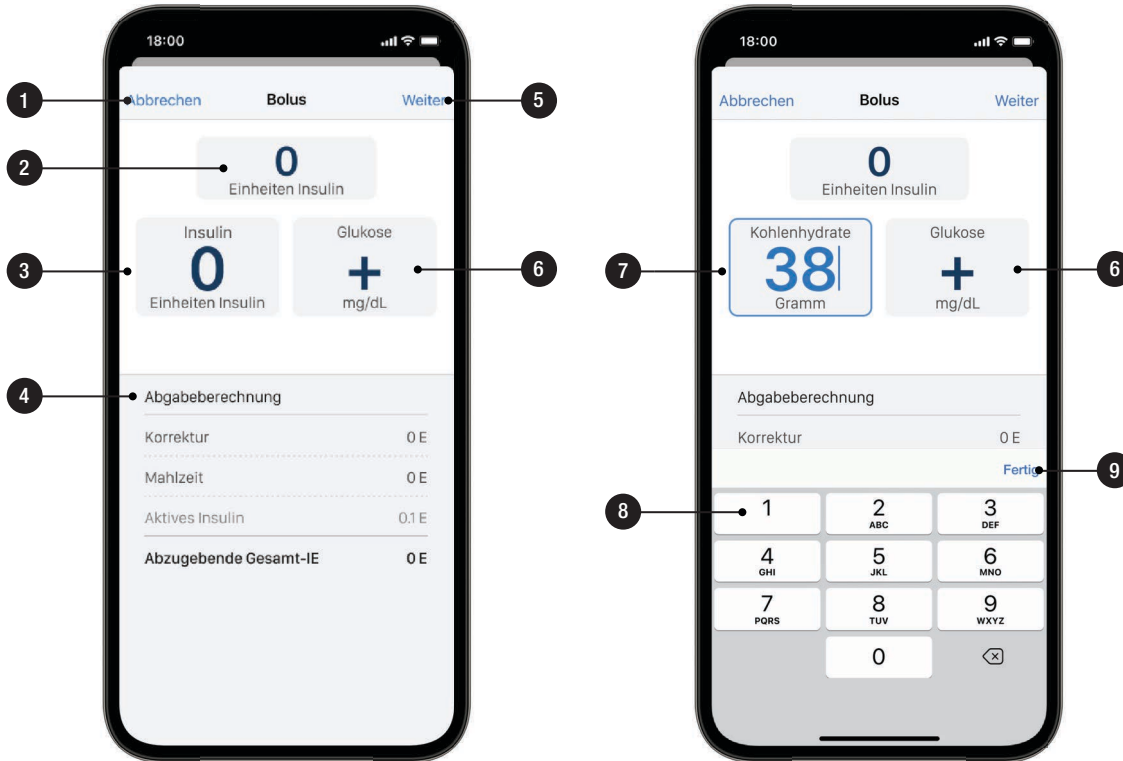 18:00
1
Abbrechen
Bolus
Weiter
5
2
0
Einheiten Insulin
3
Insulin
0
Einheiten Insulin
Glukose
+
mg/dL
6
4
Abgabeberechnung
Korrektur 0 E
Mahlzeit 0 E
Aktives Insulin 0.1 E
Abzugebende Gesamt-IE 0 E
18:00
Abbrechen
Bolus
Weiter
0
Einheiten Insulin
7
Kohlenhydrate
38
Gramm
Glukose
+
mg/dL
6
Abgabeberechnung
Korrektur 0 E
Fertig
9
8
1
2
ABC
3
DEF
4
GHI
5
JKL
6
MNO
7
PQRS
8
TUV
9
WXYZ
0